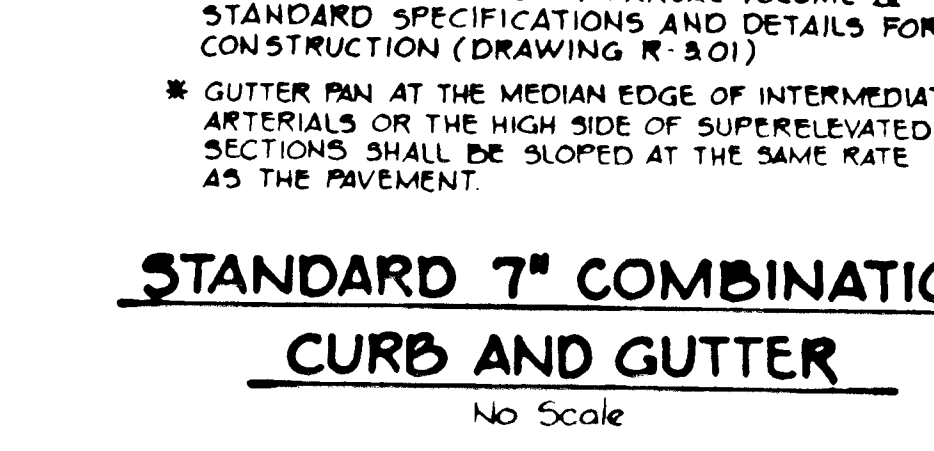 STANDARD SPECIFICATIONS AND DETAILS FOR
CONSTRUCTION (DRAWING R-301)
* GUTTER PAN AT THE MEDIAN EDGE OF INTERMEDIAT
ARTERIALS OR THE HIGH SIDE OF SUPERELEVATED
SECTIONS SHALL BE SLOPED AT THE SAME RATE
AS THE PAVEMENT.
STANDARD 7" COMBINATIO
CURB AND GUTTER
No Scale